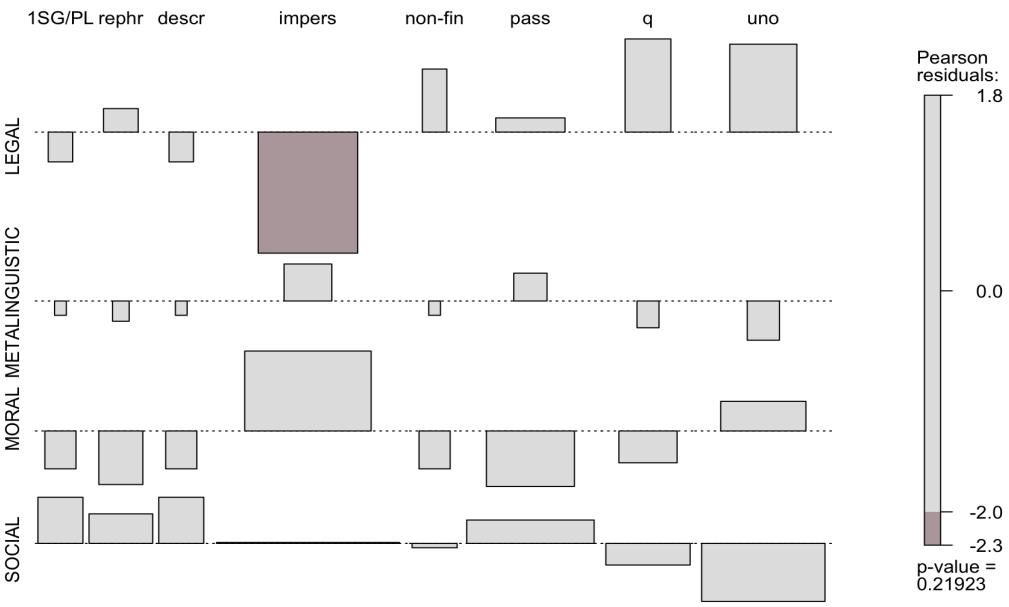 1SG/PL rephr descr impers non-fin pass q uno
LEGAL
METALINGUISTIC
MORAL
SOCIAL
Pearson
residuals:
1.8
0.0
-2.0
-2.3
p-value =
0.21923